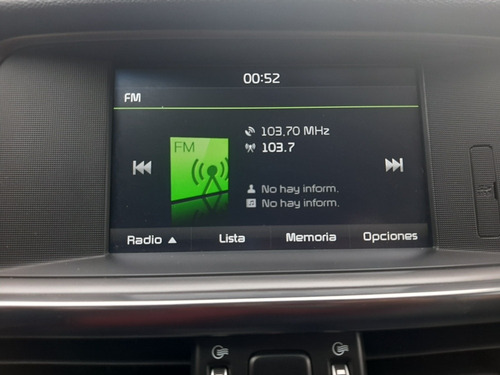 00:52
FM
FM
103,70 MHz
103.7
No hay inform.
No hay inform.
Radio ▲
Lista
Memoria
Opciones